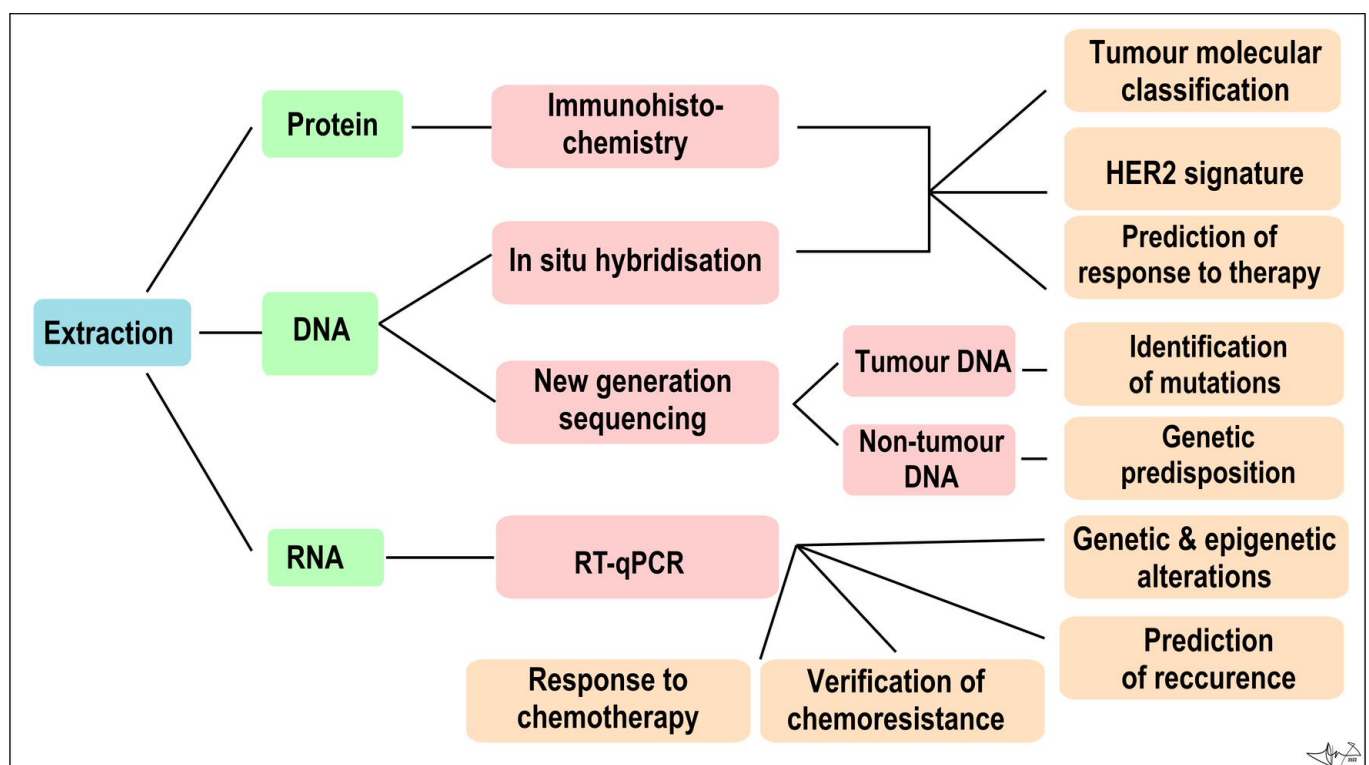 Tumour molecular
classification
Protein
Immunohisto-
chemistry
HER2 signature
In situ hybridisation
Prediction of
response to therapy
Extraction
DNA
New generation
sequencing
Tumour DNA
Identification
of mutations
Non-tumour
DNA
Genetic
predisposition
RNA
RT-qPCR
Genetic & epigenetic
alterations
Prediction
of reccurence
Response to
chemotherapy
Verification of
chemoresistance
2022